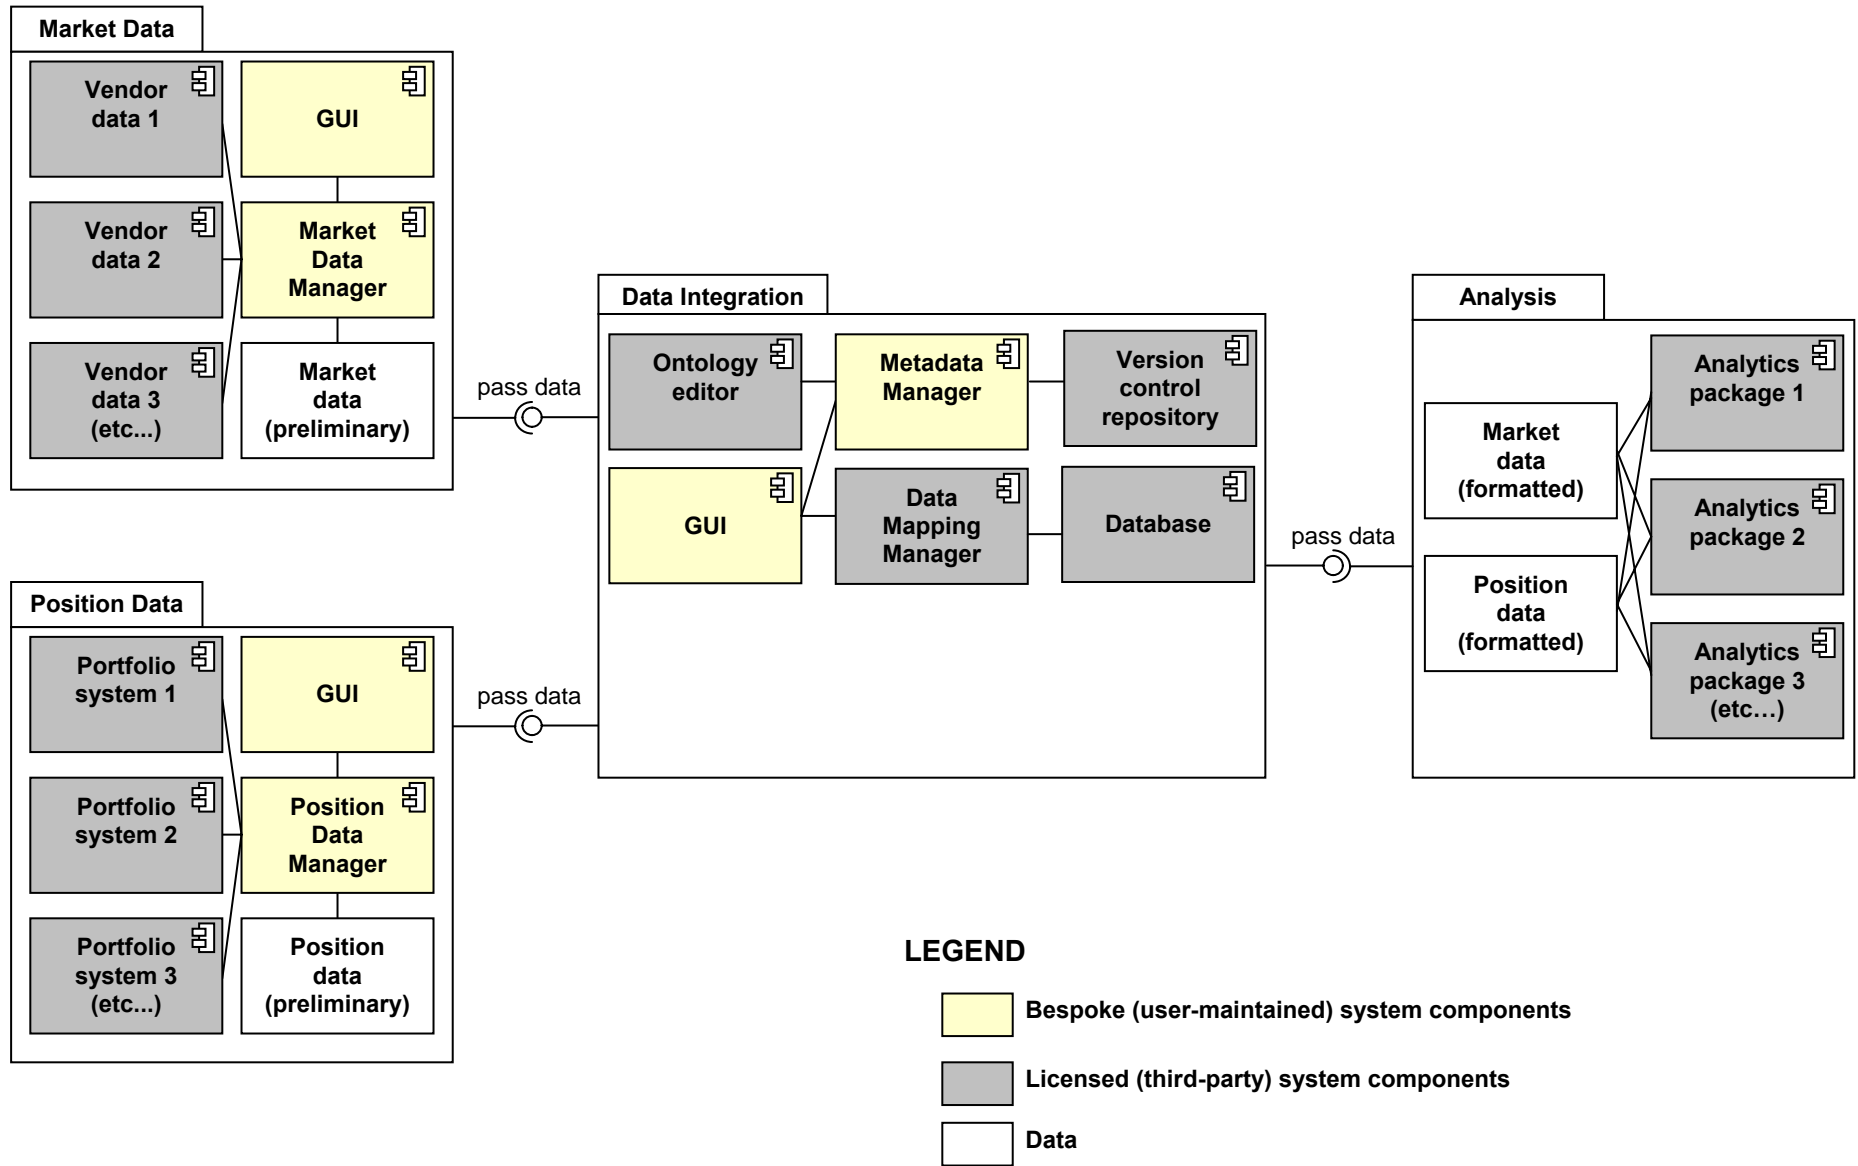 Market Data
Vendor
data 1
GUI
Vendor
data 2
Market
Data
Manager
Vendor
data 3
(etc...)
Market
data
(preliminary)
pass data
Position Data
Portfolio
system 1
GUI
Portfolio
system 2
Position
Data
Manager
Portfolio
system 3
(etc...)
Position
data
(preliminary)
pass data
Data Integration
Ontology
editor
Metadata
Manager
Version
control
repository
GUI
Data
Mapping
Manager
Database
pass data
Analysis
Market
data
(formatted)
Position
data
(formatted)
Analytics
package 1
Analytics
package 2
Analytics
package 3
(etc…)
LEGEND
Bespoke (user-maintained) system components
Licensed (third-party) system components
Data